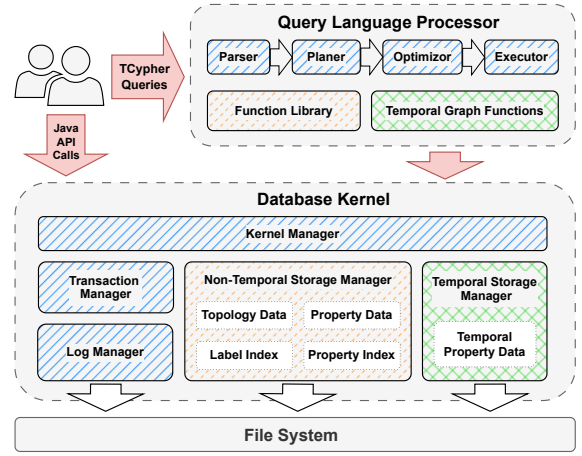 Query Language Processor
TCypher
Queries
Parser
Planer
Optimizor
Executor
Function Library
Temporal Graph Functions
Java
API
Calls
Database Kernel
Kernel Manager
Transaction
Manager
Log Manager
Non-Temporal Storage Manager
Topology Data
Property Data
Label Index
Property Index
Temporal Storage
Manager
Temporal
Property Data
File System